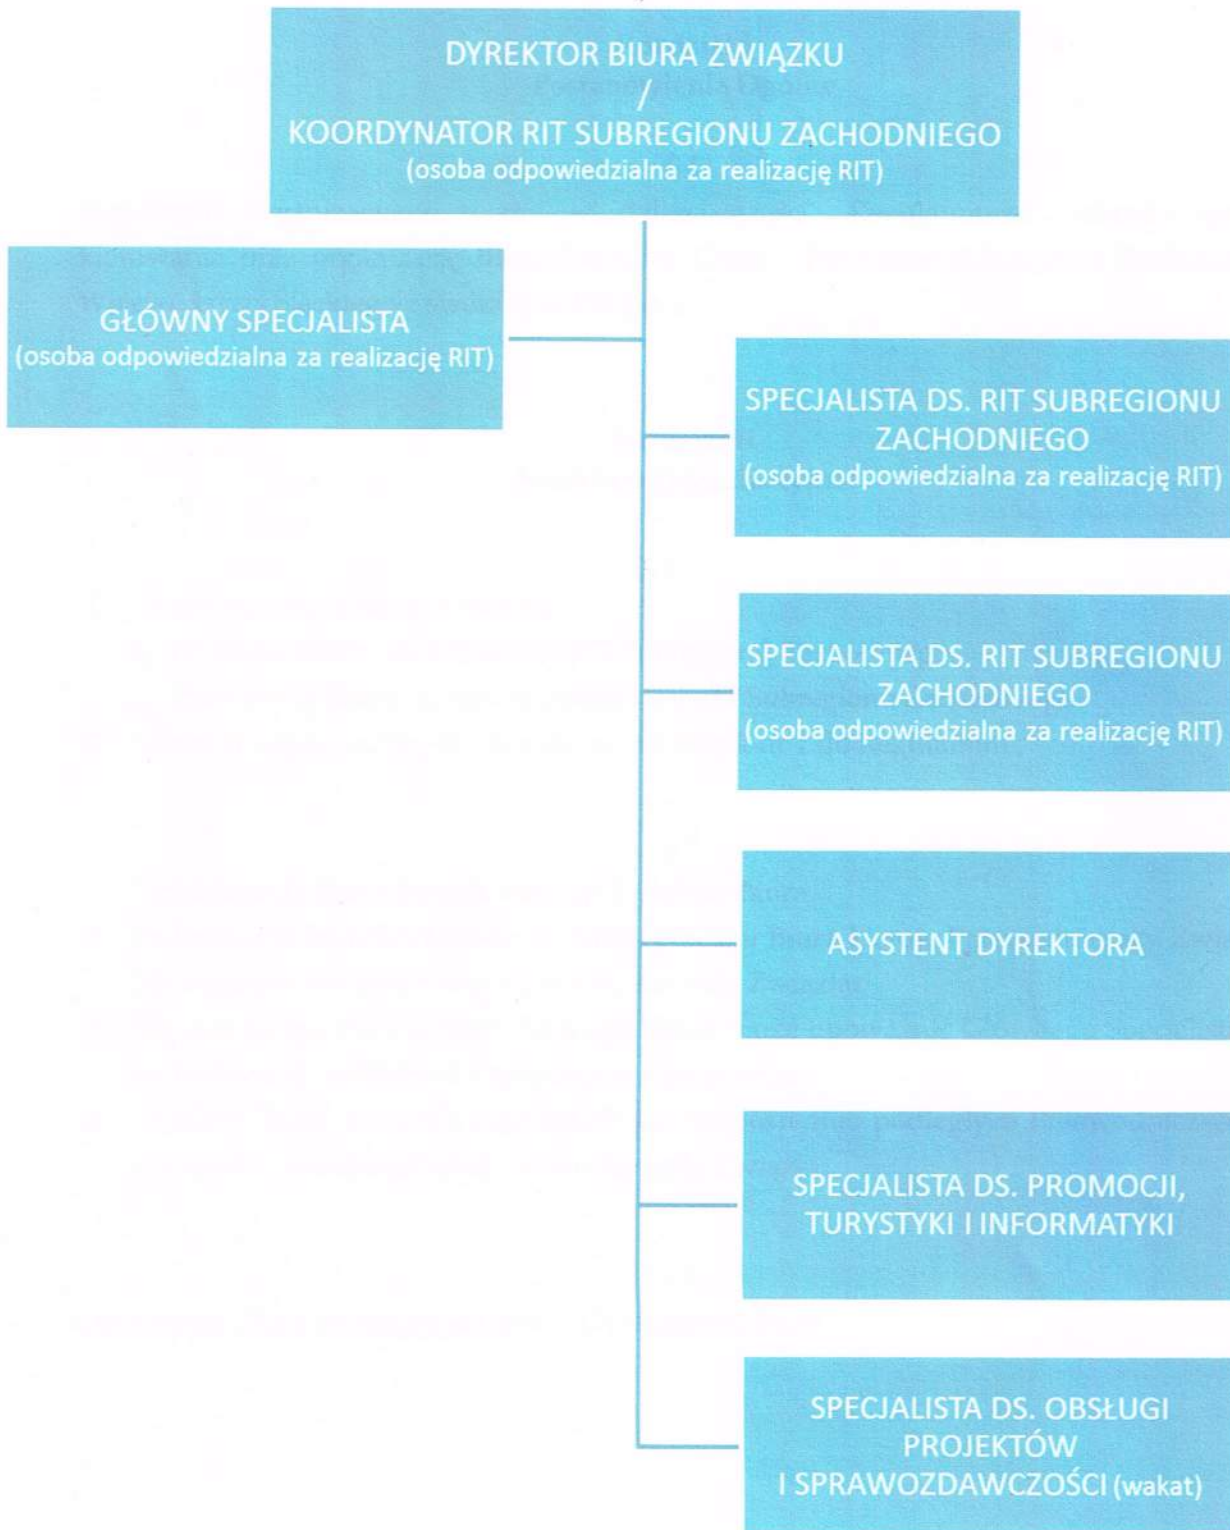 DYREKTOR BIURA ZWIĄZKU
/
KOORDYNATOR RIT SUBREGIONU ZACHODNIEGO
(osoba odpowiedzialna za realizację RIT)
GŁÓWNY SPECJALISTA
(osoba odpowiedzialna za realizację RIT)
SPECJALISTA DS. RIT SUBREGIONU
ZACHODNIEGO
(osoba odpowiedzialna za realizację RIT)
SPECJALISTA DS. RIT SUBREGIONU
ZACHODNIEGO
(osoba odpowiedzialna za realizację RIT)
ASYSTENT DYREKTORA
SPECJALISTA DS. PROMOCJI,
TURYSTYKI I INFORMATYKI
SPECJALISTA DS. OBSŁUGI
PROJEKTÓW
I SPRAWOZDAWCZOŚCI (wakat)